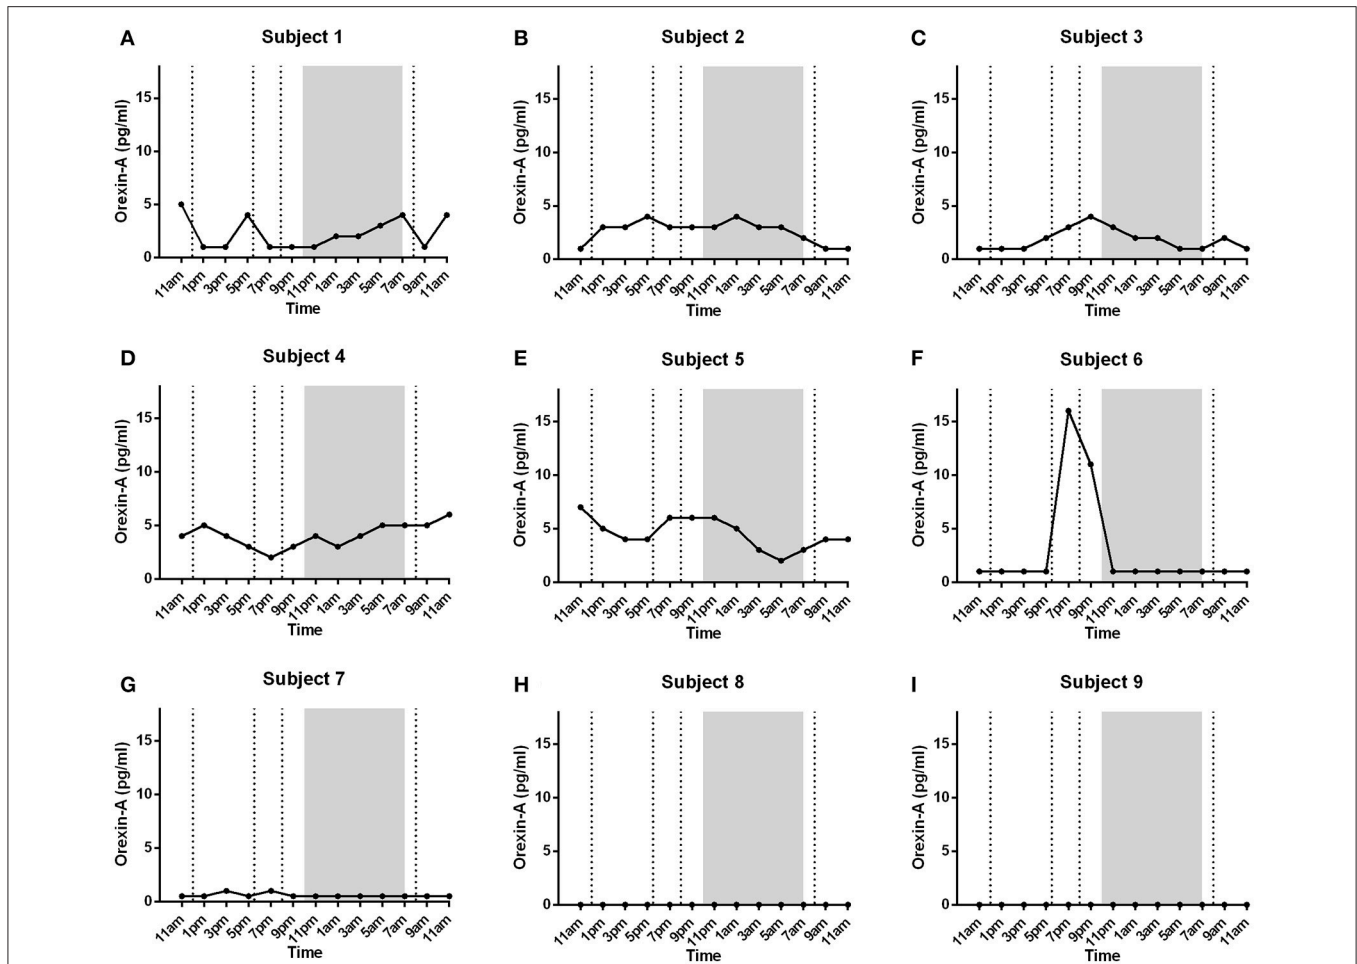 A Subject 1
15
10
5
0
Orexin-A (pg/ml)
11am 1pm 3pm 5pm 7pm 9pm 11pm 1am 3am 5am 7am 9am 11am
Time
B Subject 2
15
10
5
0
Orexin-A (pg/ml)
11am 1pm 3pm 5pm 7pm 9pm 11pm 1am 3am 5am 7am 9am 11am
Time
C Subject 3
15
10
5
0
Orexin-A (pg/ml)
11am 1pm 3pm 5pm 7pm 9pm 11pm 1am 3am 5am 7am 9am 11am
Time
D Subject 4
15
10
5
0
Orexin-A (pg/ml)
11am 1pm 3pm 5pm 7pm 9pm 11pm 1am 3am 5am 7am 9am 11am
Time
E Subject 5
15
10
5
0
Orexin-A (pg/ml)
11am 1pm 3pm 5pm 7pm 9pm 11pm 1am 3am 5am 7am 9am 11am
Time
F Subject 6
15
10
5
0
Orexin-A (pg/ml)
11am 1pm 3pm 5pm 7pm 9pm 11pm 1am 3am 5am 7am 9am 11am
Time
G Subject 7
15
10
5
0
Orexin-A (pg/ml)
11am 1pm 3pm 5pm 7pm 9pm 11pm 1am 3am 5am 7am 9am 11am
Time
H Subject 8
15
10
5
0
Orexin-A (pg/ml)
11am 1pm 3pm 5pm 7pm 9pm 11pm 1am 3am 5am 7am 9am 11am
Time
I Subject 9
15
10
5
0
Orexin-A (pg/ml)
11am 1pm 3pm 5pm 7pm 9pm 11pm 1am 3am 5am 7am 9am 11am
Time